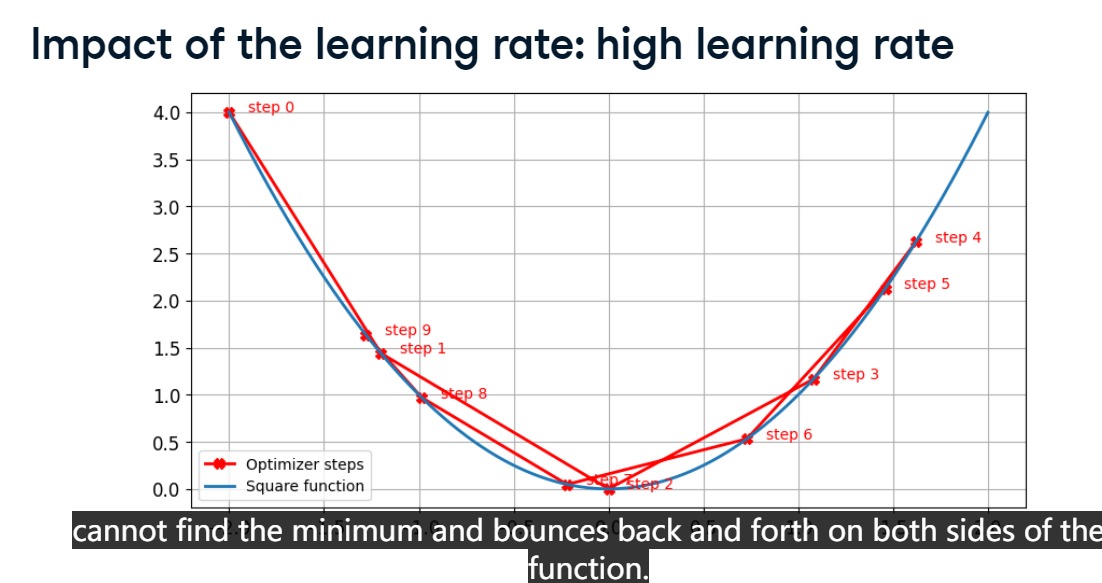 Impact of the learning rate: high learning rate
4.0
step 0
3.5
3.0
step 4
2.5
step 5
2.0
step 9
1.5
step 1
step 3
1.0
step 8
step 6
0.5
Optimizer steps
step 7
step 2
Square function
0.0
cannot find the minimum and bounces back and forth on both sides of the
function.